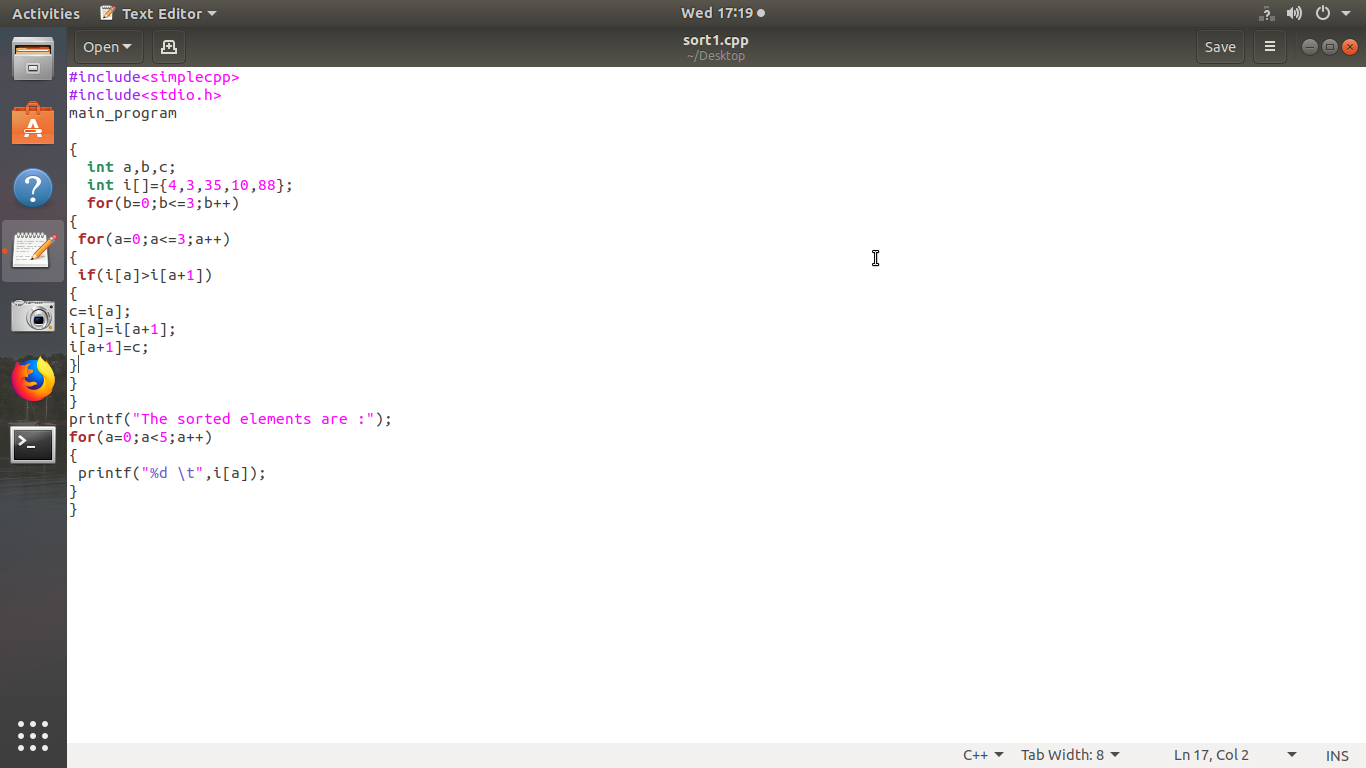 Activities Text Editor Wed 17:19
Open sort1.cpp Save
~/Desktop
#include<simplecpp>
#include<stdio.h>
main_program
{
int a,b,c;
int i[]={4,3,35,10,88};
for(b=0;b<=3;b++)
{
for(a=0;a<=3;a++)
{
if(i[a]>i[a+1])
{
c=i[a];
i[a]=i[a+1];
i[a+1]=c;
}
}
}
printf("The sorted elements are :");
for(a=0;a<5;a++)
{
printf("%d \t",i[a]);
}
}
C++ Tab Width: 8 Ln 17, Col 2 INS